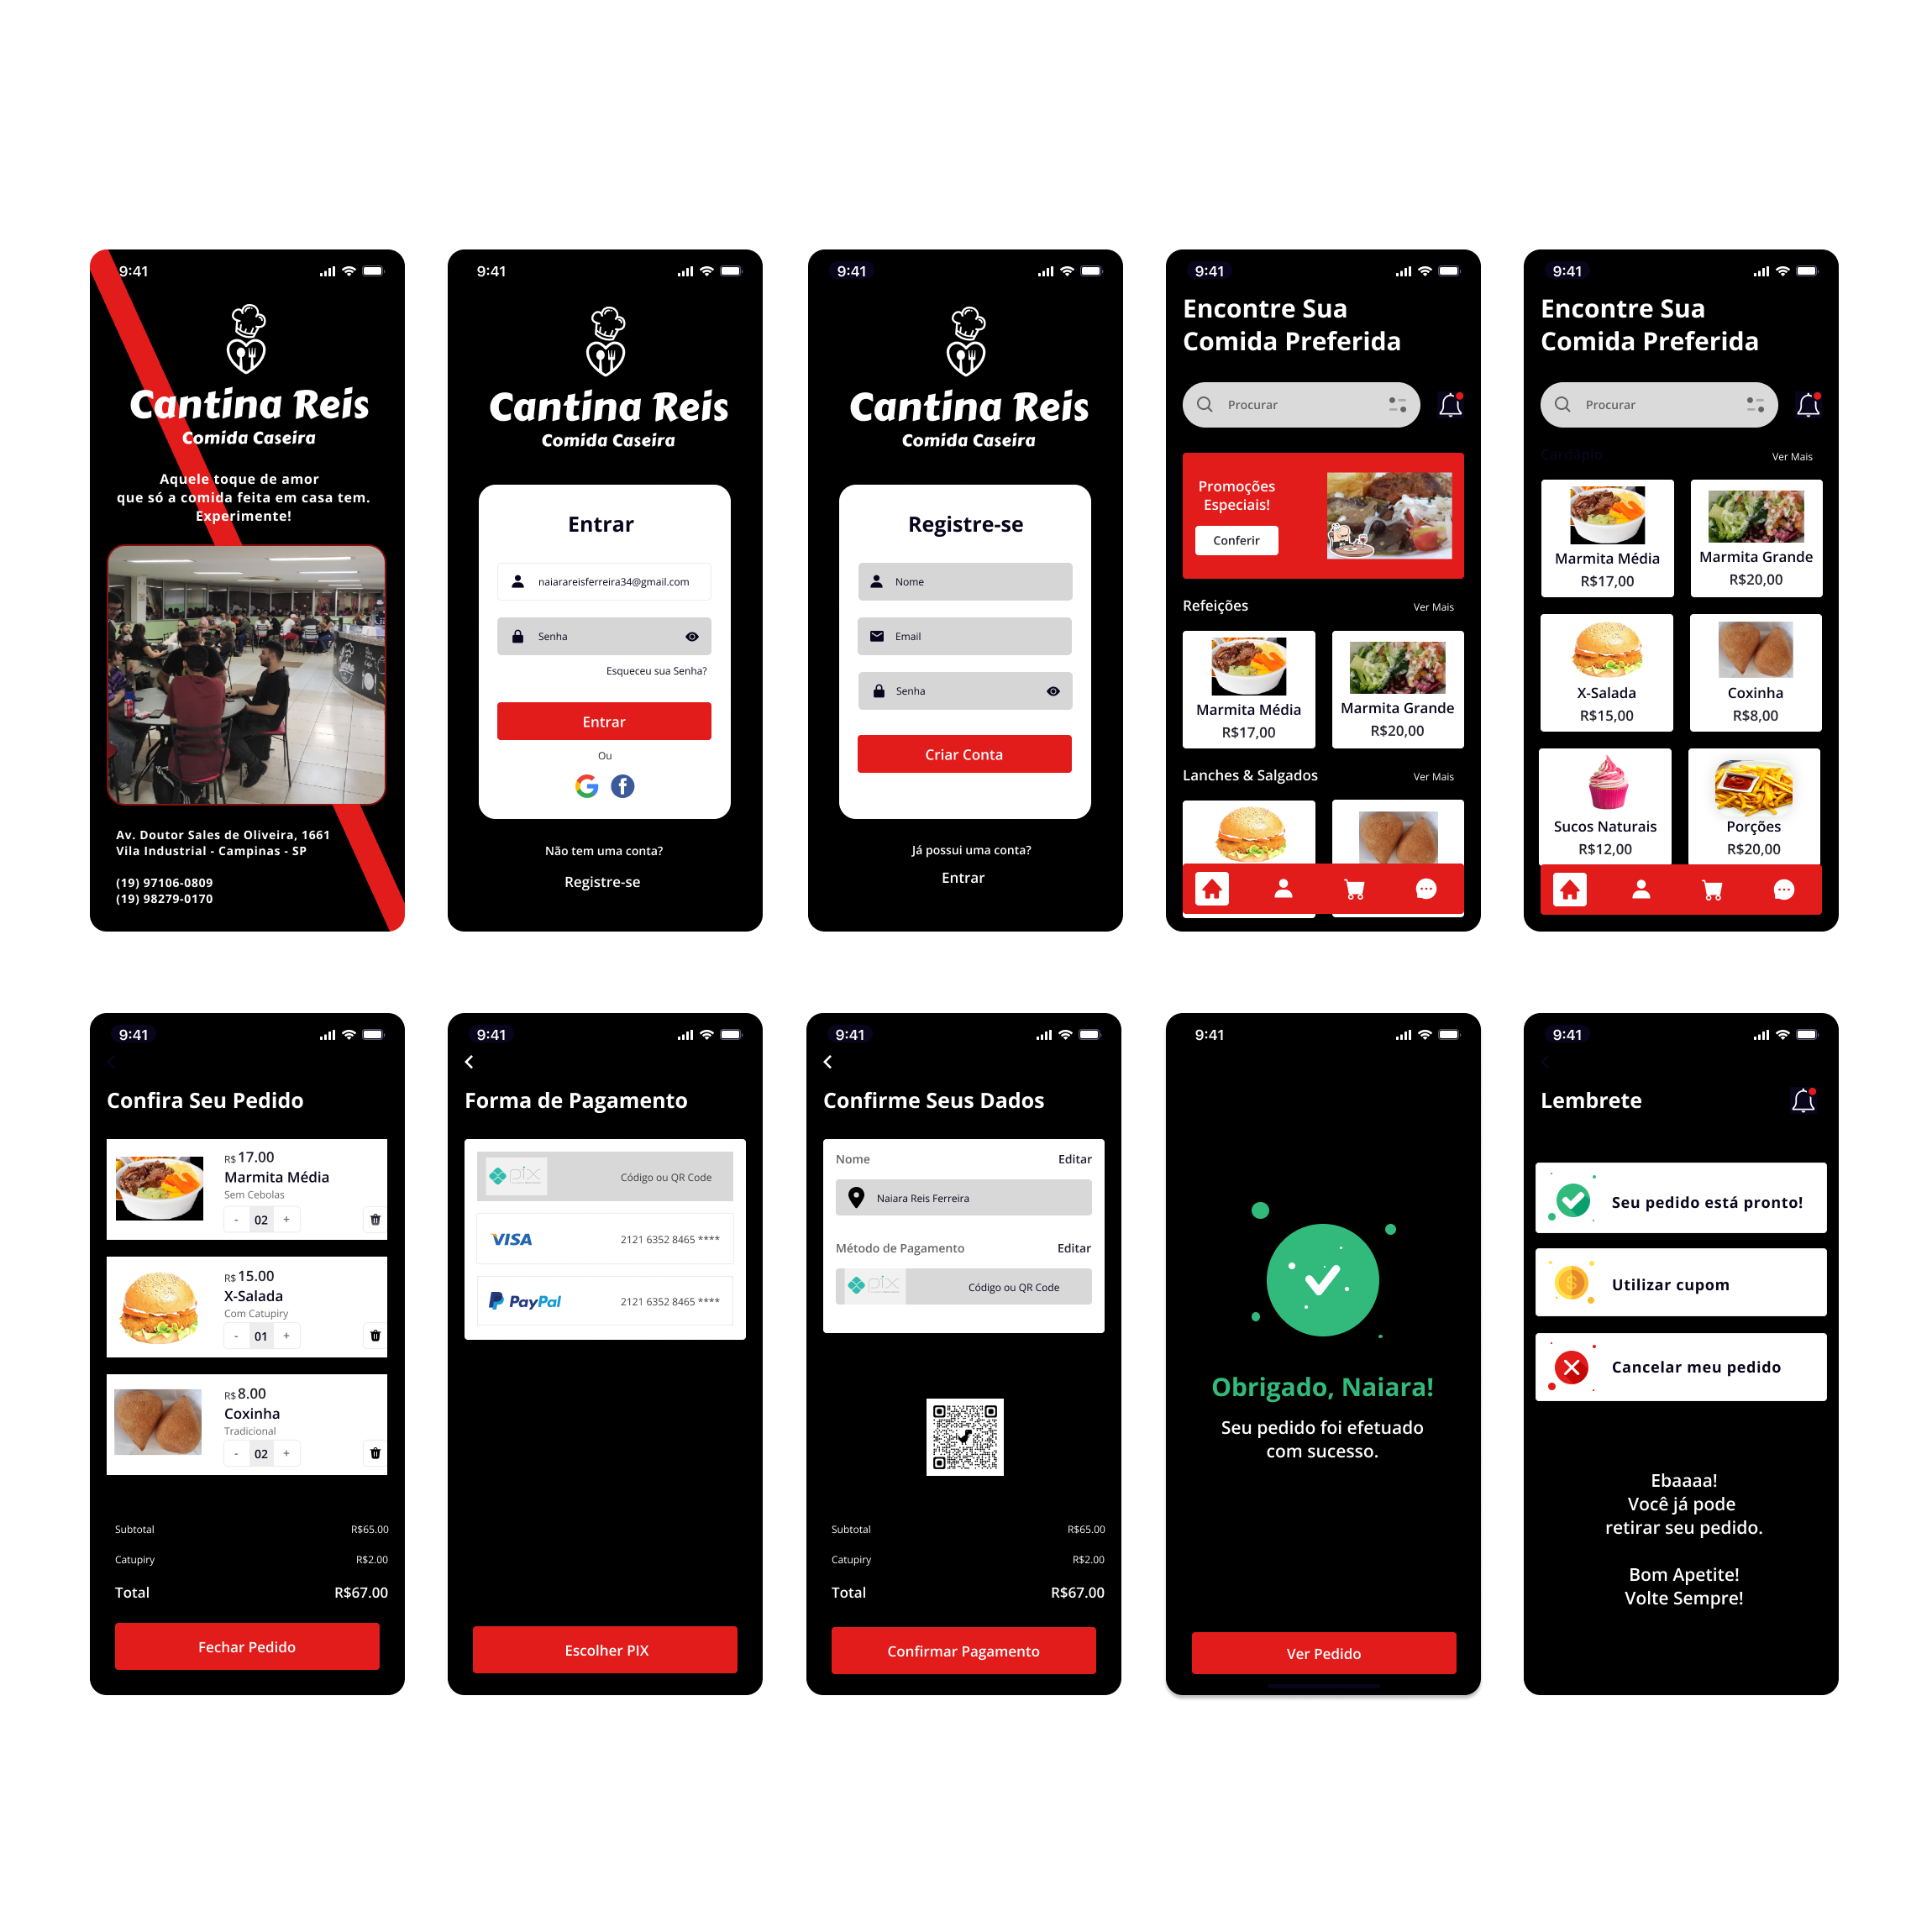 9:41
Cantina Reis
Comida Caseira
Aquele toque de amor
que só a comida feita em casa tem.
Experimente!
Av. Doutor Sales de Oliveira, 1661
Vila Industrial - Campinas - SP
(19) 97106-0809
(19) 98279-0170
9:41
Cantina Reis
Comida Caseira
Entrar
naiarareisferreira34@gmail.com
Senha
Esqueceu sua Senha?
Entrar
Ou
Não tem uma conta?
Registre-se
9:41
Cantina Reis
Comida Caseira
Registre-se
Nome
Email
Senha
Criar Conta
Já possui uma conta?
Entrar
9:41
Encontre Sua
Comida Preferida
Procurar
Promoções
Especiais!
Conferir
Refeições
Ver Mais
Marmita Média
R$17,00
Marmita Grande
R$20,00
Lanches & Salgados
Ver Mais
9:41
Encontre Sua
Comida Preferida
Procurar
Cardápio
Ver Mais
Marmita Média
R$17,00
Marmita Grande
R$20,00
X-Salada
R$15,00
Coxinha
R$8,00
Sucos Naturais
R$12,00
Porções
R$20,00
9:41
Confira Seu Pedido
R$ 17.00
Marmita Média
Sem Cebolas
- 02 +
R$ 15.00
X-Salada
Com Catupiry
- 01 +
R$ 8.00
Coxinha
Tradicional
- 02 +
Subtotal R$65.00
Catupiry R$2.00
Total R$67.00
Fechar Pedido
9:41
Forma de Pagamento
pix Código ou QR Code
VISA 2121 6352 8465 ****
PayPal 2121 6352 8465 ****
Escolher PIX
9:41
Confirme Seus Dados
Nome Editar
Naiara Reis Ferreira
Método de Pagamento Editar
pix Código ou QR Code
Subtotal R$65.00
Catupiry R$2.00
Total R$67.00
Confirmar Pagamento
9:41
Obrigado, Naiara!
Seu pedido foi efetuado
com sucesso.
Ver Pedido
9:41
Lembrete
Seu pedido está pronto!
Utilizar cupom
Cancelar meu pedido
Ebaaaa!
Você já pode
retirar seu pedido.
Bom Apetite!
Volte Sempre!